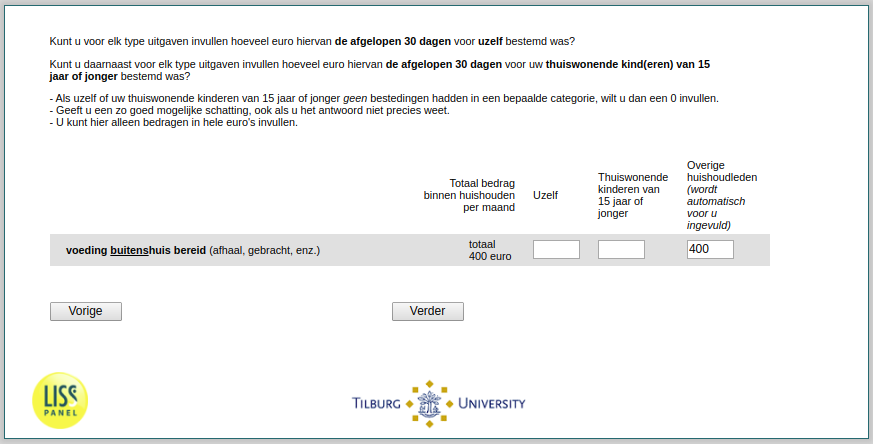 Kunt u voor elk type uitgaven invullen hoeveel euro hiervan de afgelopen 30 dagen voor uzelf bestemd was?
Kunt u daarnaast voor elk type uitgaven invullen hoeveel euro hiervan de afgelopen 30 dagen voor uw thuiswonende kind(eren) van 15
jaar of jonger bestemd was?
- Als uzelf of uw thuiswonende kinderen van 15 jaar of jonger geen bestedingen hadden in een bepaalde categorie, wilt u dan een 0 invullen.
- Geeft u een zo goed mogelijke schatting, ook als u het antwoord niet precies weet.
- U kunt hier alleen bedragen in hele euro's invullen.
Totaal bedrag
binnen huishouden
per maand
Uzelf
Thuiswonende
kinderen van
15 jaar of
jonger
Overige
huishoudleden
(wordt
automatisch
voor u
ingevuld)
voeding buitenshuis bereid (afhaal, gebracht, enz.)
totaal
400 euro
400
Vorige
Verder
LISS
PANEL
TILBURG UNIVERSITY